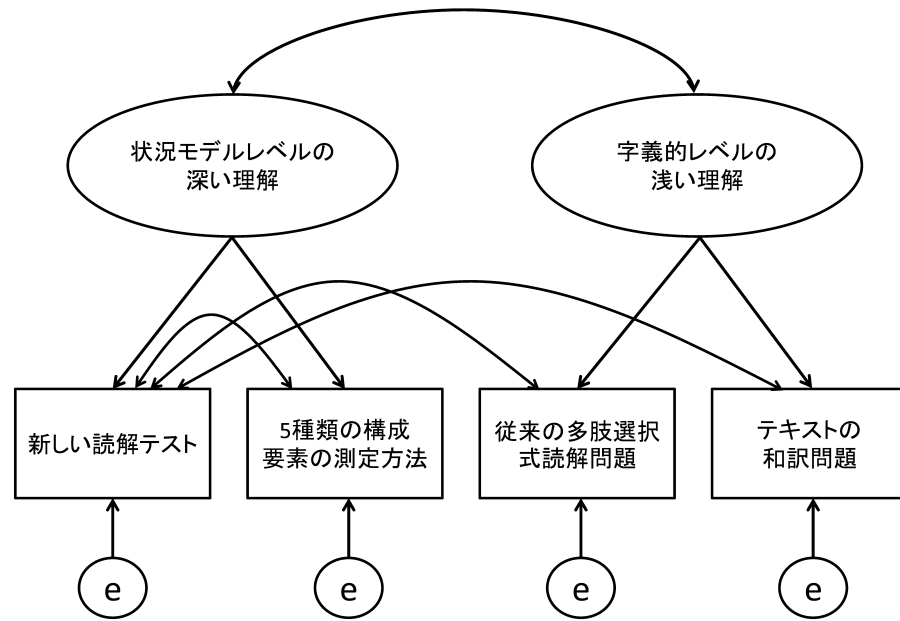 状況モデルレベルの
深い理解
字義的レベルの
浅い理解
新しい読解テスト
5種類の構成
要素の測定方法
従来の多肢選択
式読解問題
テキストの
和訳問題
e
e
e
e